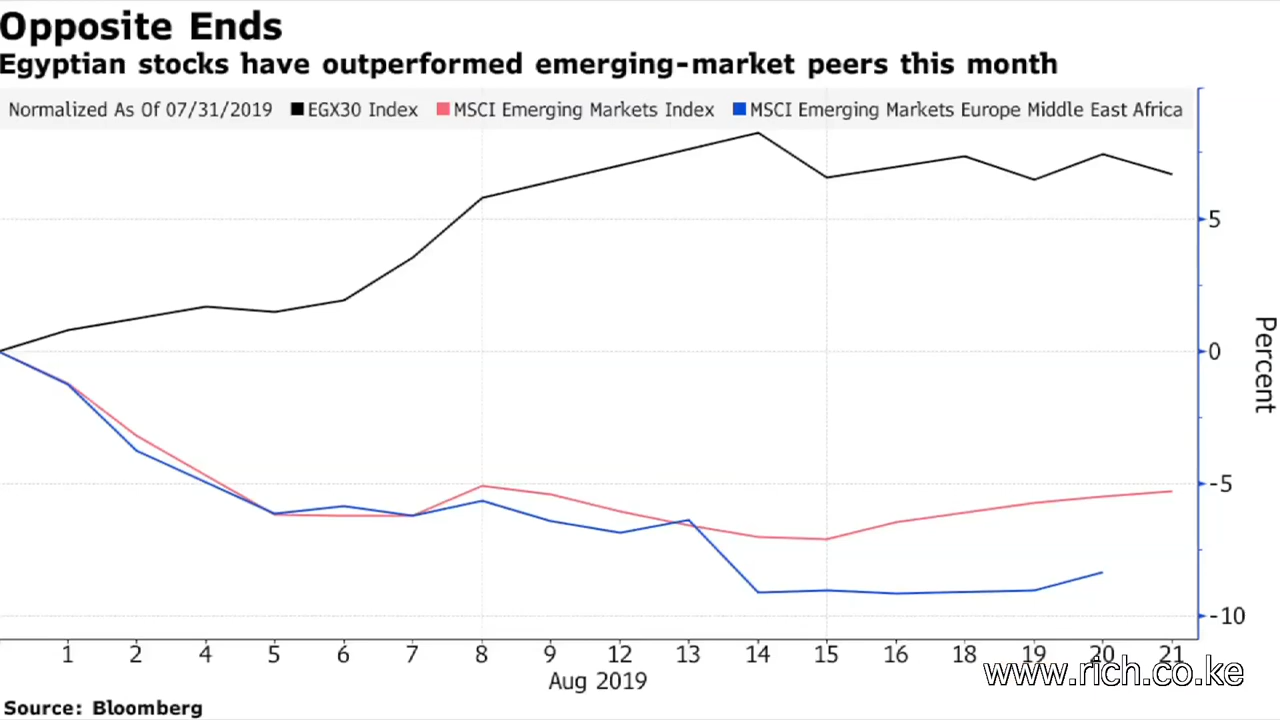 Opposite Ends
Egyptian stocks have outperformed emerging-market peers this month
Normalized As Of 07/31/2019 EGX30 Index MSCI Emerging Markets Index MSCI Emerging Markets Europe Middle East Africa
5
0
-5
-10
Percent
1 2 4 5 6 7 8 9 12 13 14 15 16 18 19 20 21
Aug 2019
www.rich.co.ke
Source: Bloomberg